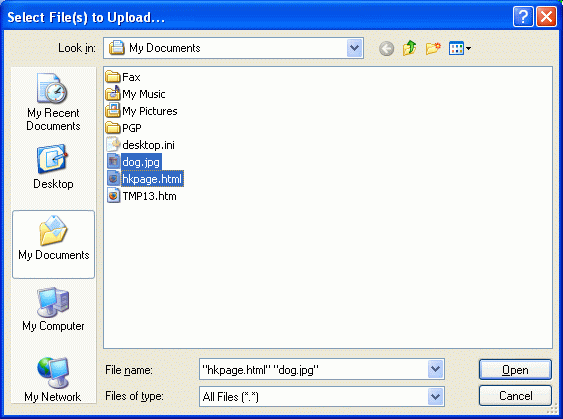 Select File(s) to Upload...
Look in:
My Documents
My Recent
Documents
Desktop
My Documents
My Computer
My Network
Fax
My Music
My Pictures
PGP
desktop.ini
dog.jpg
hkpage.html
TMP13.htm
File name:
"hkpage.html" "dog.jpg"
Open
Files of type:
All Files (*.*)
Cancel